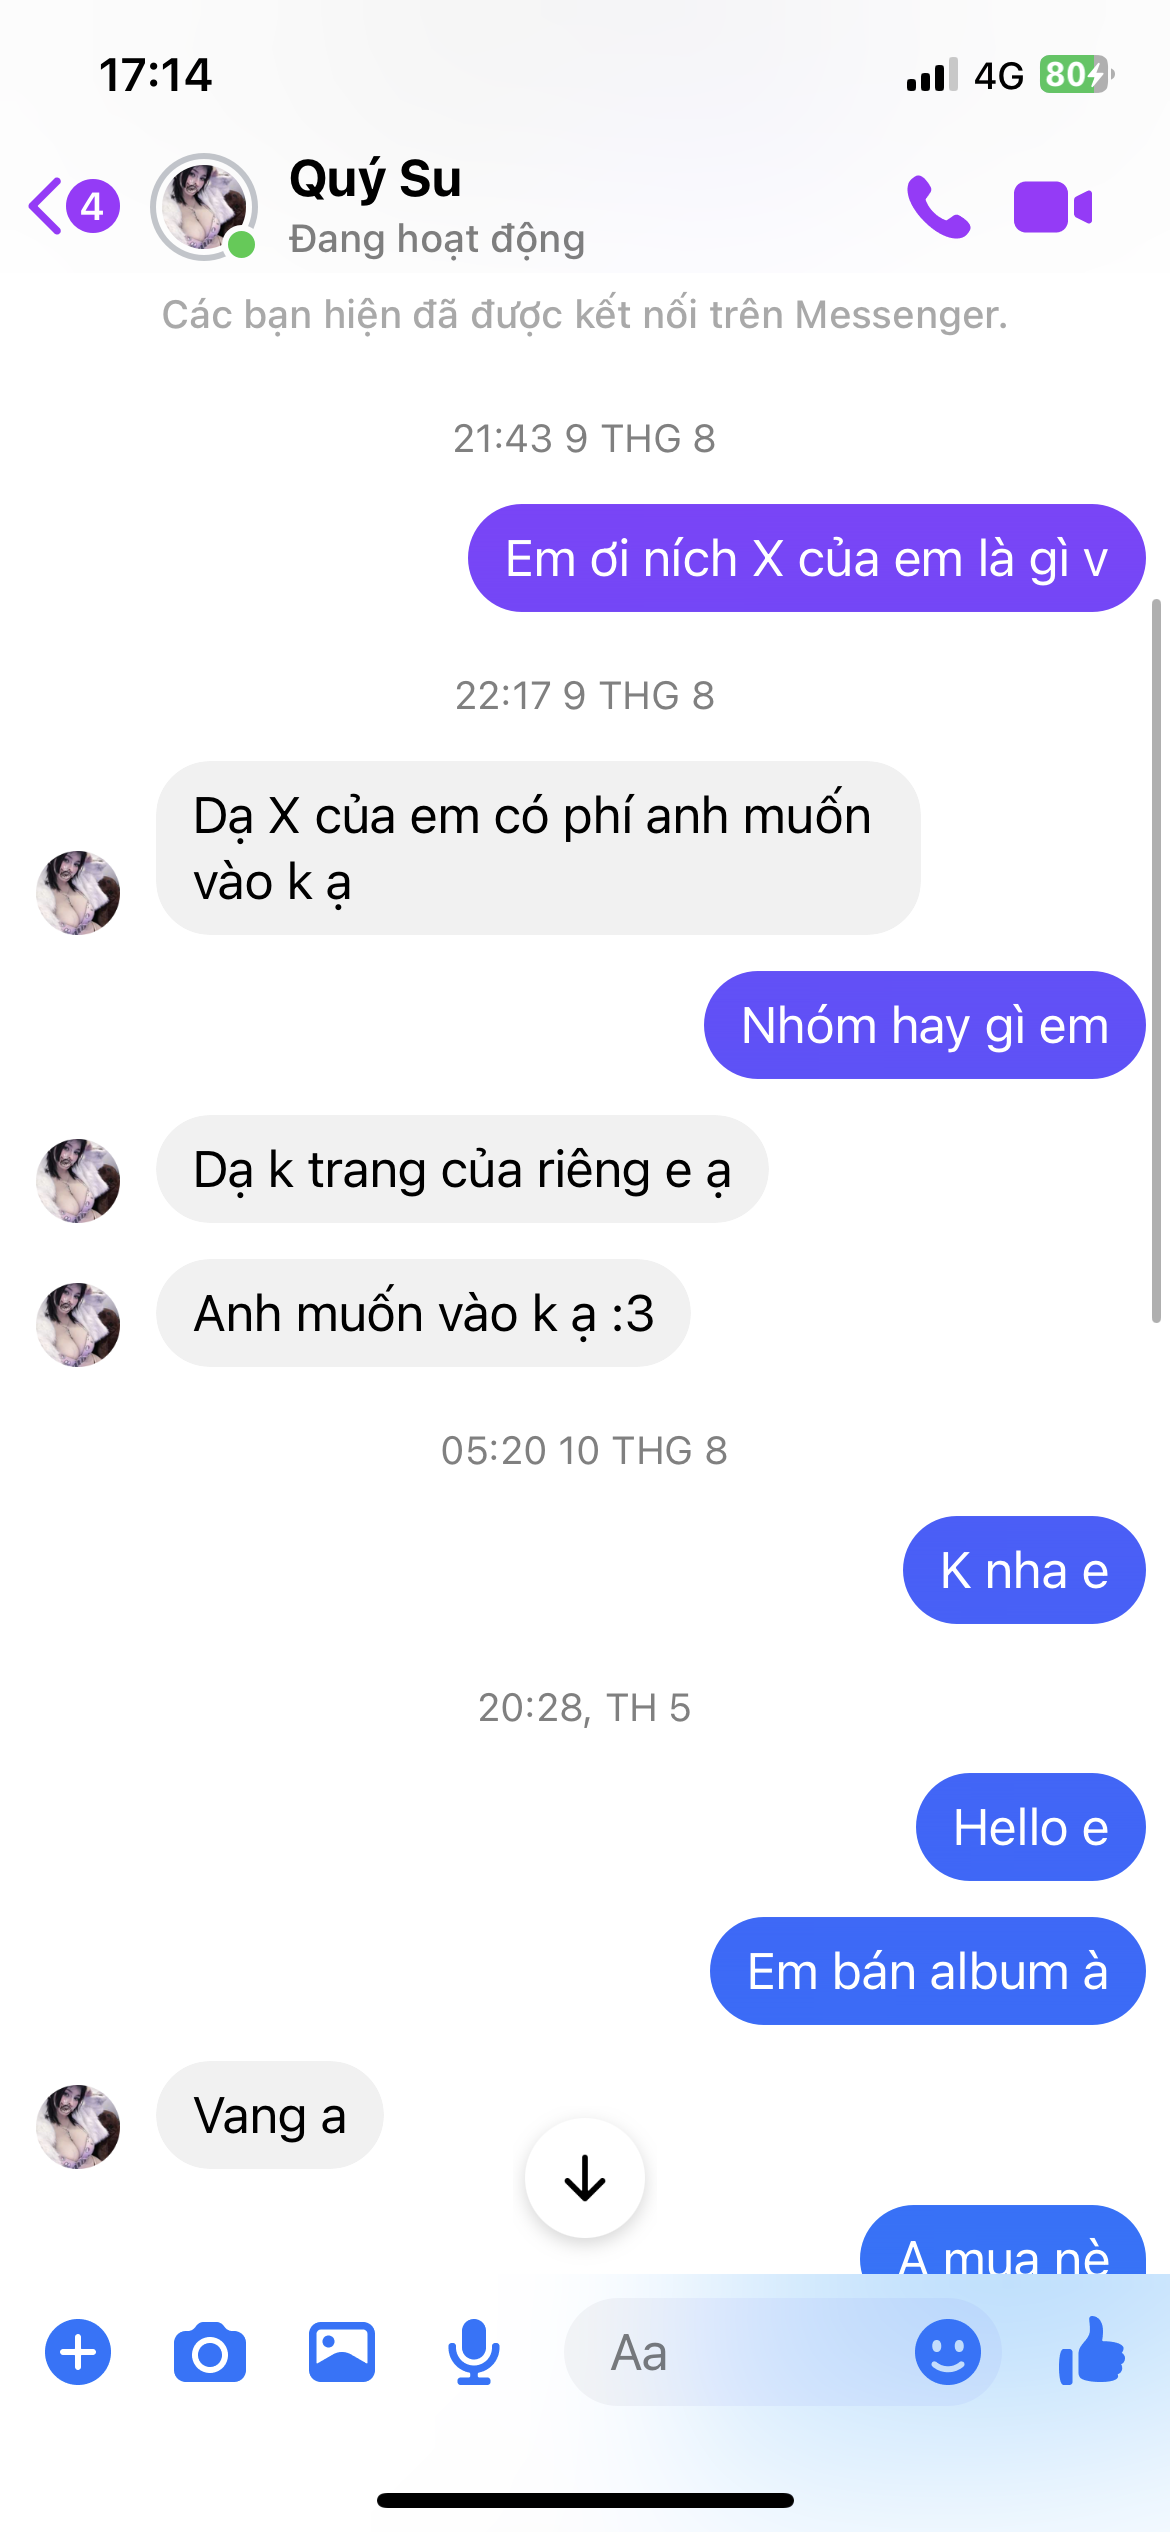 17:14
4G
80
4
Quý Su
Đang hoạt động
Các bạn hiện đã được kết nối trên Messenger.
21:43 9 THG 8
Em ơi ních X của em là gì v
22:17 9 THG 8
Dạ X của em có phí anh muốn
vào k ạ
Nhóm hay gì em
Dạ k trang của riêng e ạ
Anh muốn vào k ạ :3
05:20 10 THG 8
K nha e
20:28, TH 5
Hello e
Em bán album à
Vang a
A mua nè
Aa